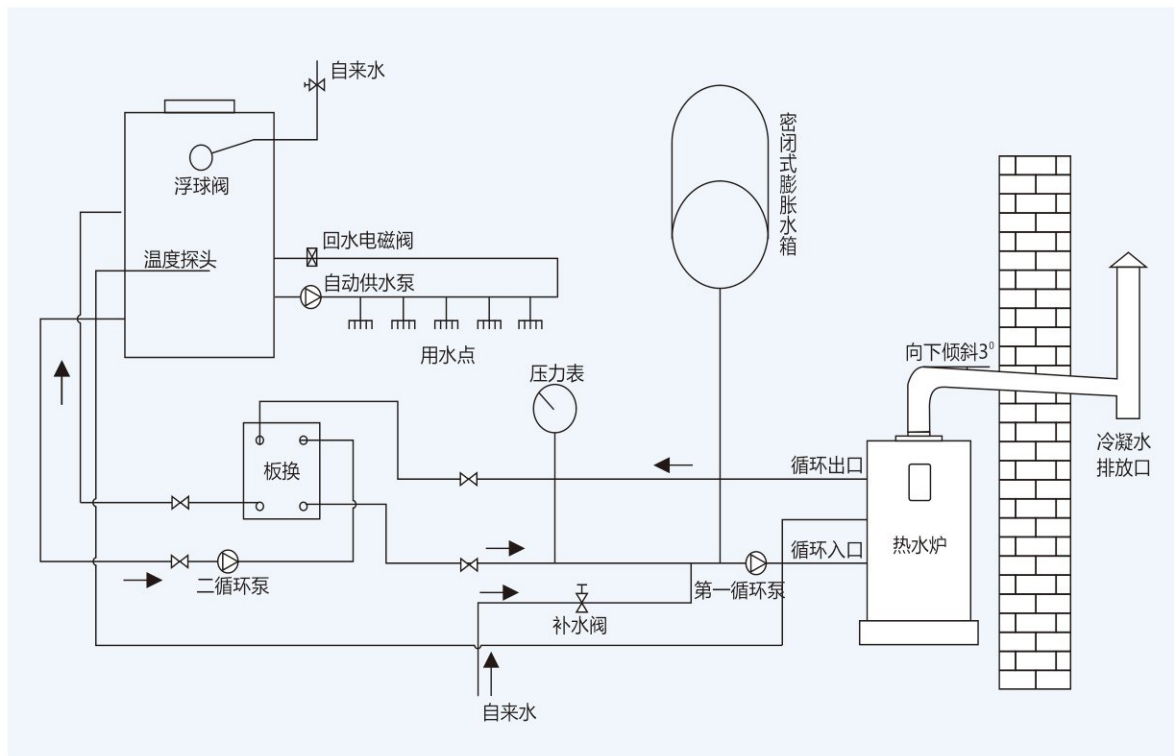 自来水
浮球阀
密闭式膨胀水箱
回水电磁阀
温度探头
自动供水泵
用水点
向下倾斜3⁰
压力表
冷凝水
排放口
板换
循环出口
热水炉
循环入口
二循环泵
第一循环泵
补水阀
自来水